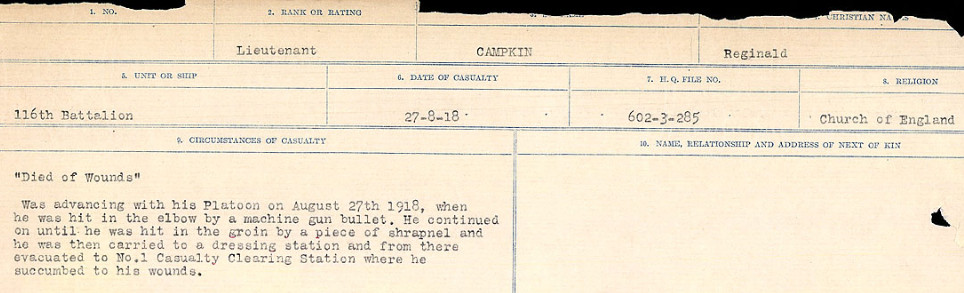 1. NO. 2. RANK OR RATING CHRISTIAN NAMES
Lieutenant CAMPKIN Reginald
5. UNIT OR SHIP 6. DATE OF CASUALTY 7. H. Q. FILE NO. 8. RELIGION
116th Battalion 27-8-18 602-3-285 Church of England
9. CIRCUMSTANCES OF CASUALTY 10. NAME, RELATIONSHIP AND ADDRESS OF NEXT OF KIN
"Died of Wounds"
Was advancing with his Platoon on August 27th 1918, when
he was hit in the elbow by a machine gun bullet. He continued
on until he was hit in the groin by a piece of shrapnel and
he was then carried to a dressing station and from there
evacuated to No.1 Casualty Clearing Station where he
succumbed to his wounds.